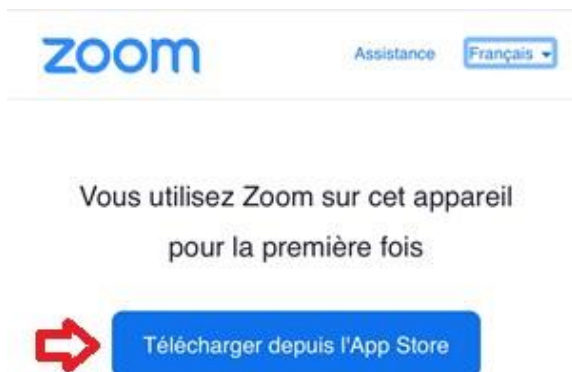 zoom
Assistance
Français
Vous utilisez Zoom sur cet appareil
pour la première fois
Télécharger depuis l'App Store